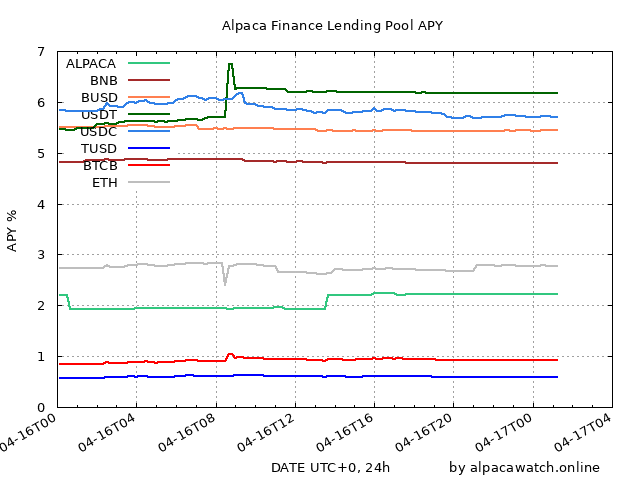 Alpaca Finance Lending Pool APY
7
6
5
4
3
2
1
0
APY %
ALPACA
BNB
BUSD
USDT
USDC
TUSD
BTCB
ETH
04-16T00
04-16T04
04-16T08
04-16T12
04-16T16
04-16T20
04-17T00
04-17T04
DATE UTC+0, 24h
by alpacawatch.online